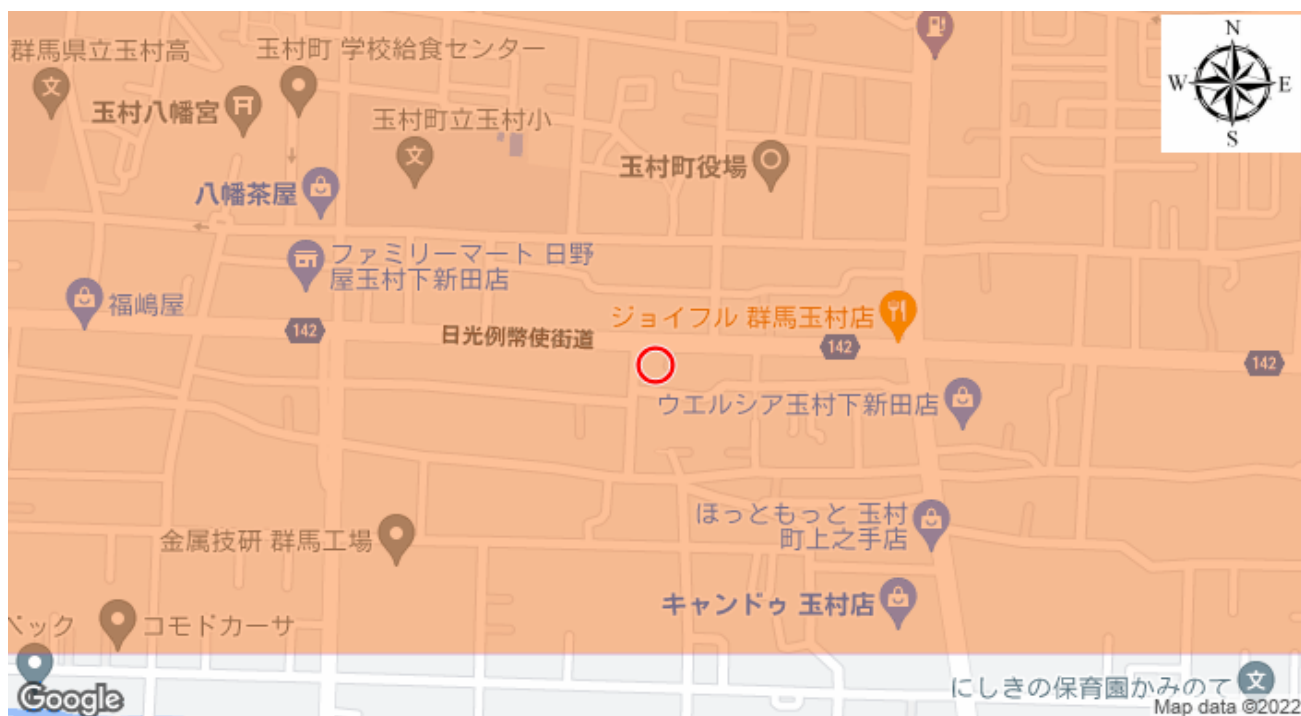 群馬県立玉村高
玉村町 学校給食センター
N
W
E
S
玉村八幡宮
玉村町立玉村小
玉村町役場
八幡茶屋
ファミリーマート 日野
屋玉村下新田店
福嶋屋
ジョイフル 群馬玉村店
142
日光例幣使街道
142
142
ウエルシア玉村下新田店
ほっともっと 玉村
町上之手店
金属技研 群馬工場
キャンドゥ 玉村店
ベック
コモドカーサ
にしきの保育園かみのて
Google
Map data ©2022
文
文
文